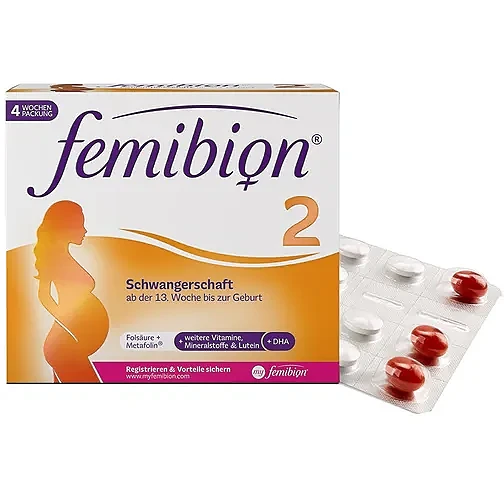 4 WOCHEN
PACKUNG
femibion®
2
Schwangerschaft
ab der 13. Woche bis zur Geburt
Folsäure +
Metafolin®
+ weitere Vitamine,
Mineralstoffe & Lutein
+ DHA
Registrieren & Vorteile sichern
www.myfemibion.com
my femibion®